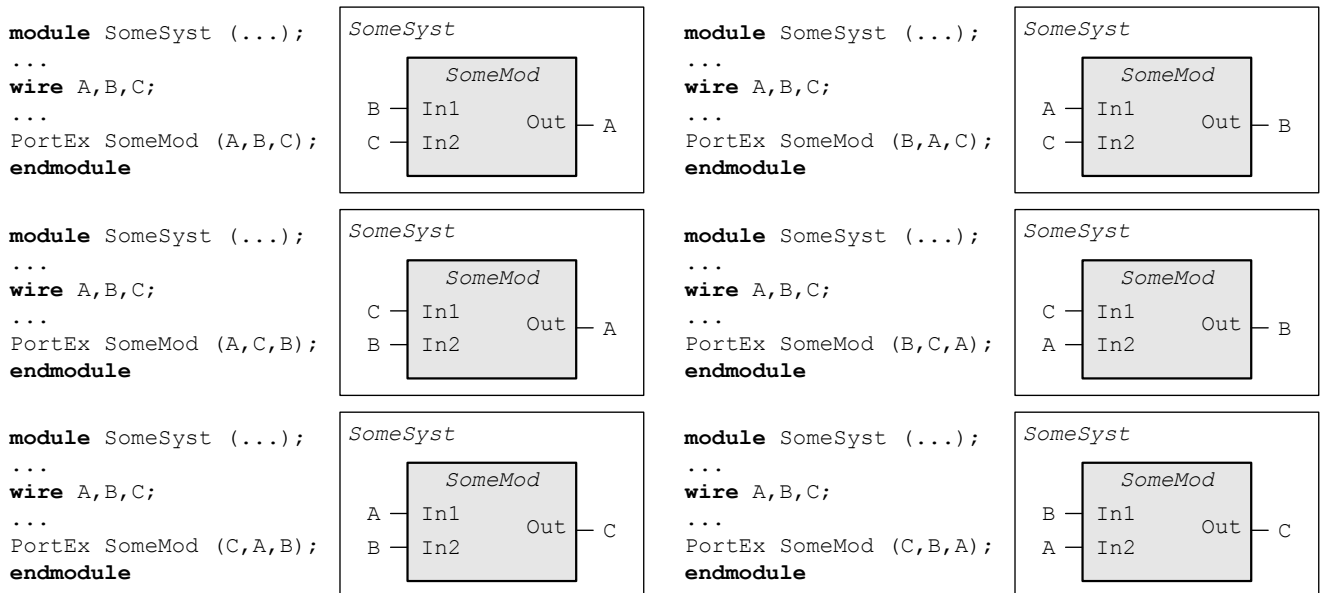 module SomeSyst (...);
...
wire A,B,C;
...
PortEx SomeMod (A,B,C);
endmodule
SomeSyst
SomeMod
B In1
Out A
C In2
module SomeSyst (...);
...
wire A,B,C;
...
PortEx SomeMod (B,A,C);
endmodule
SomeSyst
SomeMod
A In1
Out B
C In2
module SomeSyst (...);
...
wire A,B,C;
...
PortEx SomeMod (A,C,B);
endmodule
SomeSyst
SomeMod
C In1
Out A
B In2
module SomeSyst (...);
...
wire A,B,C;
...
PortEx SomeMod (B,C,A);
endmodule
SomeSyst
SomeMod
C In1
Out B
A In2
module SomeSyst (...);
...
wire A,B,C;
...
PortEx SomeMod (C,A,B);
endmodule
SomeSyst
SomeMod
A In1
Out C
B In2
module SomeSyst (...);
...
wire A,B,C;
...
PortEx SomeMod (C,B,A);
endmodule
SomeSyst
SomeMod
B In1
Out C
A In2